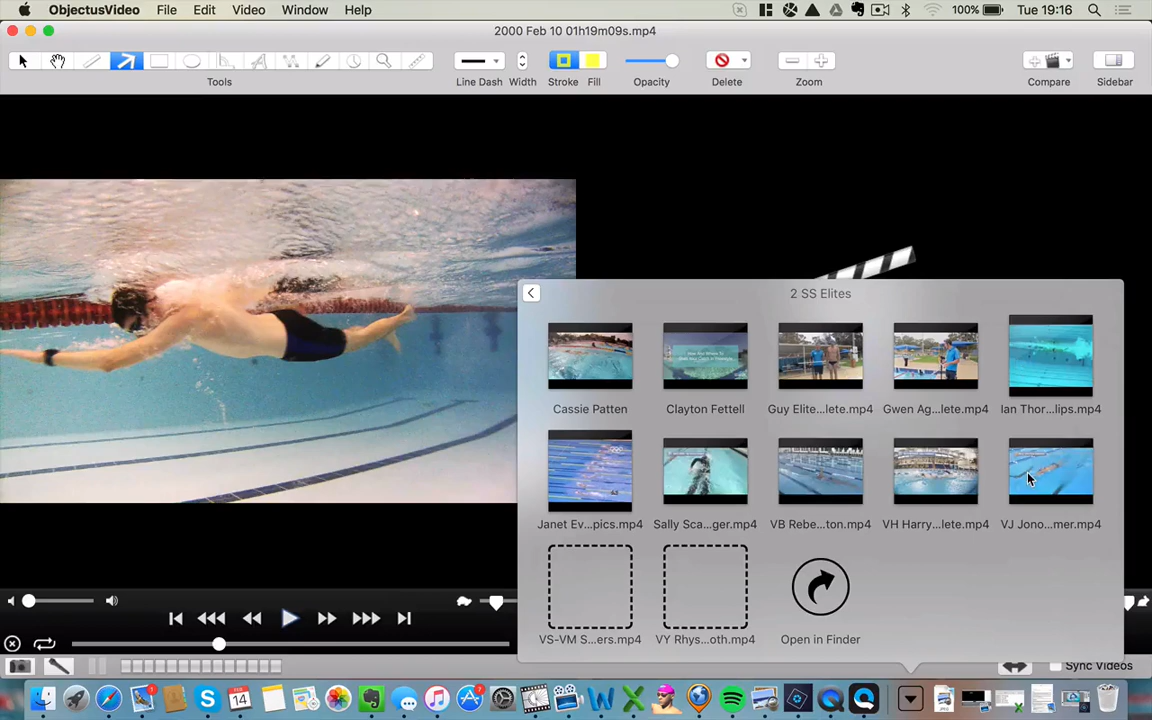 ObjectusVideo File Edit Video Window Help
100% Tue 19:16
2000 Feb 10 01h19m09s.mp4
Tools
Line Dash
Width
Stroke
Fill
Opacity
Delete
Zoom
Compare
Sidebar
2 SS Elites
Cassie Patten
Clayton Fettell
Guy Elite...lete.mp4
Gwen Ag...lete.mp4
Ian Thor...lips.mp4
Janet Ev...pics.mp4
Sally Sca...ger.mp4
VB Rebe...ton.mp4
VH Harry...lete.mp4
VJ Jono...mer.mp4
VS-VM S...ers.mp4
VY Rhys...oth.mp4
Open in Finder
Sync Videos